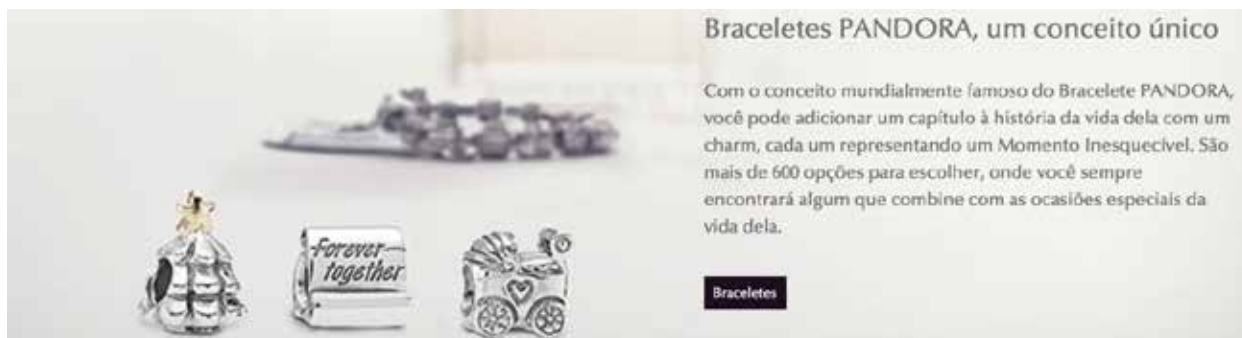 Braceletes PANDORA, um conceito único
Com o conceito mundialmente famoso do Bracelete PANDORA,
você pode adicionar um capítulo à história da vida dela com um
charm, cada um representando um Momento Inesquecível. São
mais de 600 opções para escolher, onde você sempre
encontrará algum que combine com as ocasiões especiais da
vida dela.
Forever
together
Braceletes